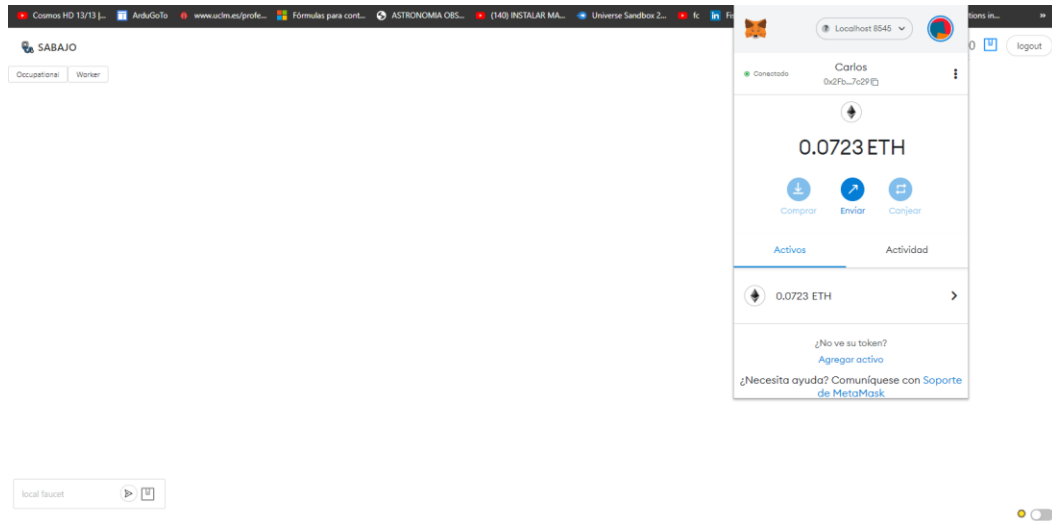 Cosmos HD 13/13 |... ArduGoTo www.uclm.es/profe... Fórmulas para cont... ASTRONOMIA OBS... (140) INSTALAR MA... Universe Sandbox 2... fc Fi
tions in... »
SABAJO
Localhost 8545
0
logout
Occupational Worker
Conectado
Carlos
0x2Fb...7c29
0.0723 ETH
Comprar Enviar Canjear
Activos Actividad
0.0723 ETH
¿No ve su token?
Agregar activo
¿Necesita ayuda? Comuníquese con Soporte
de MetaMask
local faucet